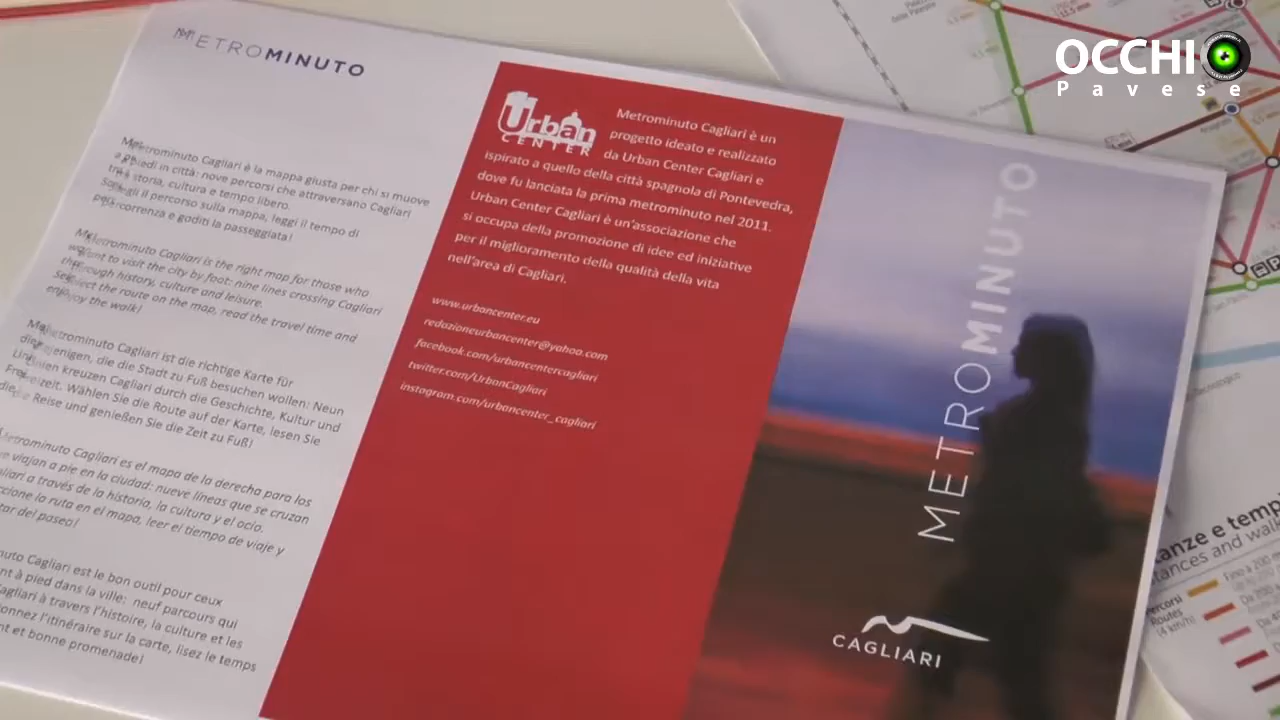 METROMINUTO
Metrominuto Cagliari è la mappa giusta per chi si muove
a piedi in città: nove percorsi che attraversano Cagliari
tra storia, cultura e tempo libero.
Scegli il percorso sulla mappa, leggi il tempo di
percorrenza e goditi la passeggiata!
Metrominuto Cagliari is the right map for those who
want to visit the city by foot: nine lines crossing Cagliari
through history, culture and leisure.
Select the route on the map, read the travel time and
enjoy the walk!
Metrominuto Cagliari ist die richtige Karte für
diejenigen, die die Stadt zu Fuß besuchen wollen: Neun
Linien kreuzen Cagliari durch die Geschichte, Kultur und
Freizeit. Wählen Sie die Route auf der Karte, lesen Sie
die Reise und genießen Sie die Zeit zu Fuß!
Metrominuto Cagliari es el mapa de la derecha para los
viajan a pie en la ciudad: nueve líneas que se cruzan
a través de la historia, la cultura y el ocio.
la ruta en el mapa, leer el tiempo de viaje y
del paseo!
Cagliari est le bon outil pour ceux
à pied dans la ville: neuf parcours qui
Cagliari à travers l'histoire, la culture et les
l'itinéraire sur la carte, lisez le temps
et bonne promenade!
Urban
CENTER
Metrominuto Cagliari è un
progetto ideato e realizzato
da Urban Center Cagliari e
ispirato a quello della città spagnola di Pontevedra,
dove fu lanciata la prima metrominuto nel 2011.
Urban Center Cagliari è un'associazione che
si occupa della promozione di idee ed iniziative
per il miglioramento della qualità della vita
nell'area di Cagliari.
www.urbancenter.eu
redazioneurbancenter@yahoo.com
facebook.com/urbancentercagliari
twitter.com/UrbanCagliari
instagram.com/urbancenter_cagliari
METROMINUTO
CAGLIARI
OCCHIO
Pavese
Percorsi
Routes
(4 km/h)
Fino a 200